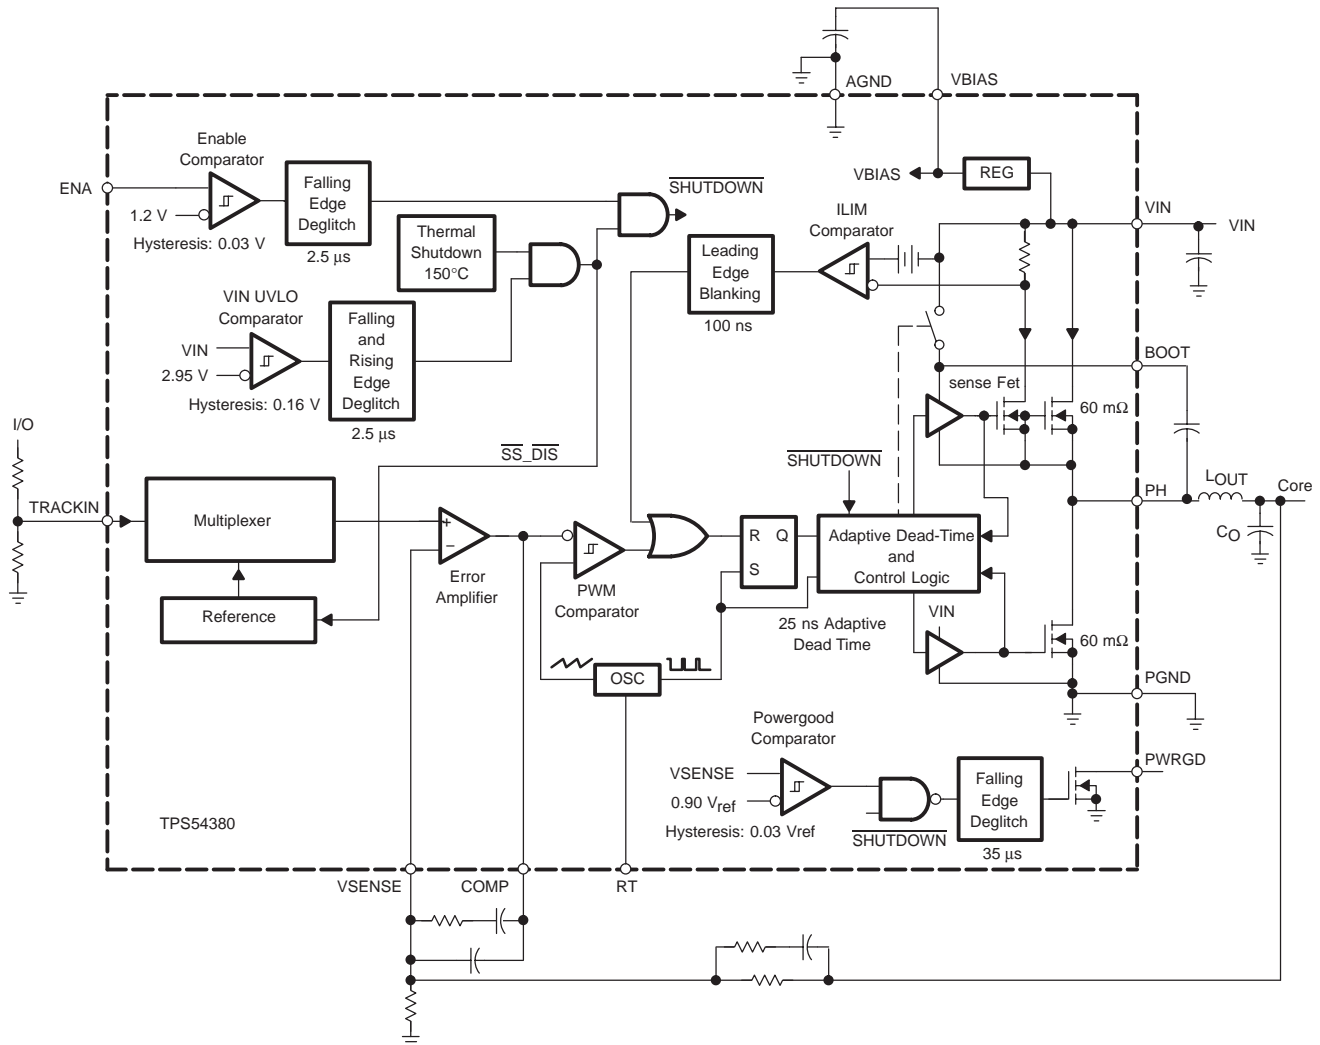 AGND
VBIAS
Enable
Comparator
ENA
1.2 V
Hysteresis: 0.03 V
Falling
Edge
Deglitch
2.5 μs
Thermal
Shutdown
150°C
SHUTDOWN
VBIAS
REG
ILIM
Comparator
Leading
Edge
Blanking
100 ns
VIN
VIN
VIN UVLO
Comparator
VIN
2.95 V
Hysteresis: 0.16 V
Falling
and
Rising
Edge
Deglitch
2.5 μs
BOOT
sense Fet
60 mΩ
I/O
TRACKIN
Multiplexer
Reference
SS_DIS
+
−
Error
Amplifier
PWM
Comparator
R Q
S
SHUTDOWN
Adaptive Dead-Time
and
Control Logic
25 ns Adaptive
Dead Time
VIN
60 mΩ
PH
LOUT
Core
CO
OSC
PGND
Powergood
Comparator
VSENSE
0.90 Vref
Hysteresis: 0.03 Vref
SHUTDOWN
Falling
Edge
Deglitch
35 μs
PWRGD
TPS54380
VSENSE
COMP
RT